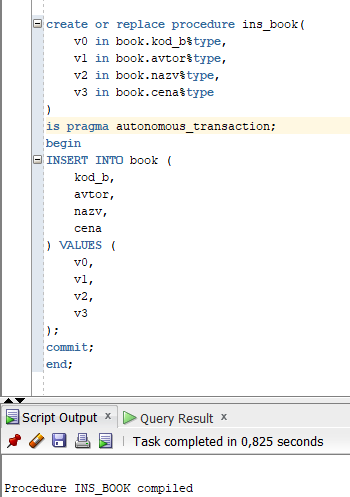 create or replace procedure ins_book(
v0 in book.kod_b%type,
v1 in book.avtor%type,
v2 in book.nazv%type,
v3 in book.cena%type
)
is pragma autonomous_transaction;
begin
INSERT INTO book (
kod_b,
avtor,
nazv,
cena
) VALUES (
v0,
v1,
v2,
v3
);
commit;
end;
Script Output x Query Result x
Task completed in 0,825 seconds
Procedure INS_BOOK compiled